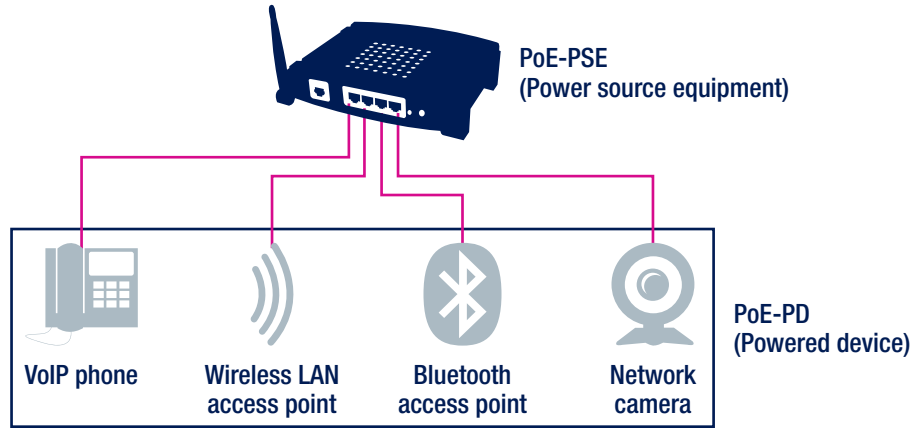 PoE-PSE
(Power source equipment)
PoE-PD
(Powered device)
VoIP phone
Wireless LAN
access point
Bluetooth
access point
Network
camera